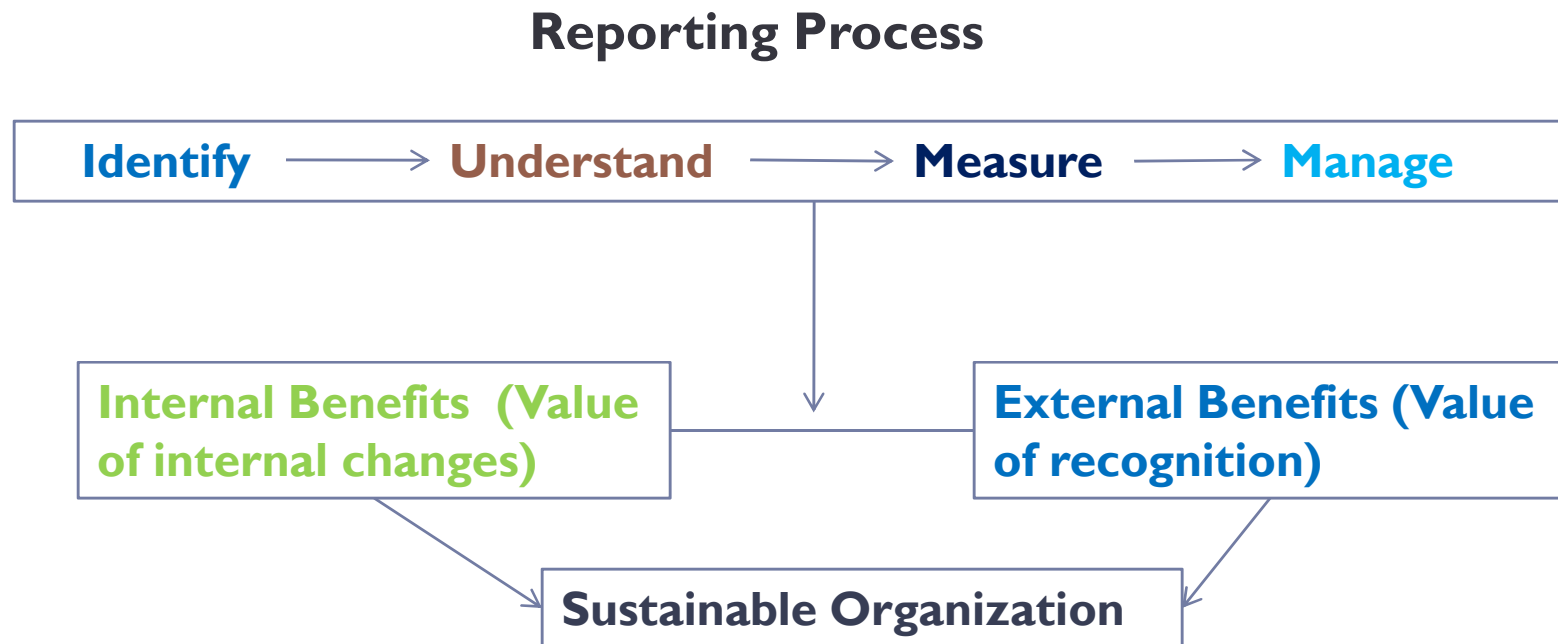 Reporting Process
Identify Understand Measure Manage
Internal Benefits (Value
of internal changes)
External Benefits (Value
of recognition)
Sustainable Organization